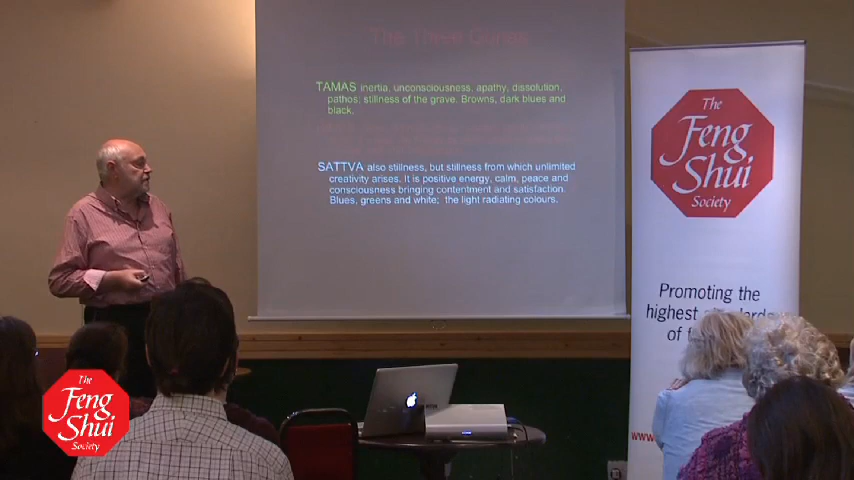 The Three Gunas
TAMAS inertia, unconsciousness, apathy, dissolution,
pathos; stillness of the grave. Browns, dark blues and
black.
SATTVA also stillness, but stillness from which unlimited
creativity arises. It is positive energy, calm, peace and
consciousness bringing contentment and satisfaction.
Blues, greens and white; the light radiating colours.
The
Feng
Shui
Society
Promoting the
highest
of
www
The
Feng
Shui
Society